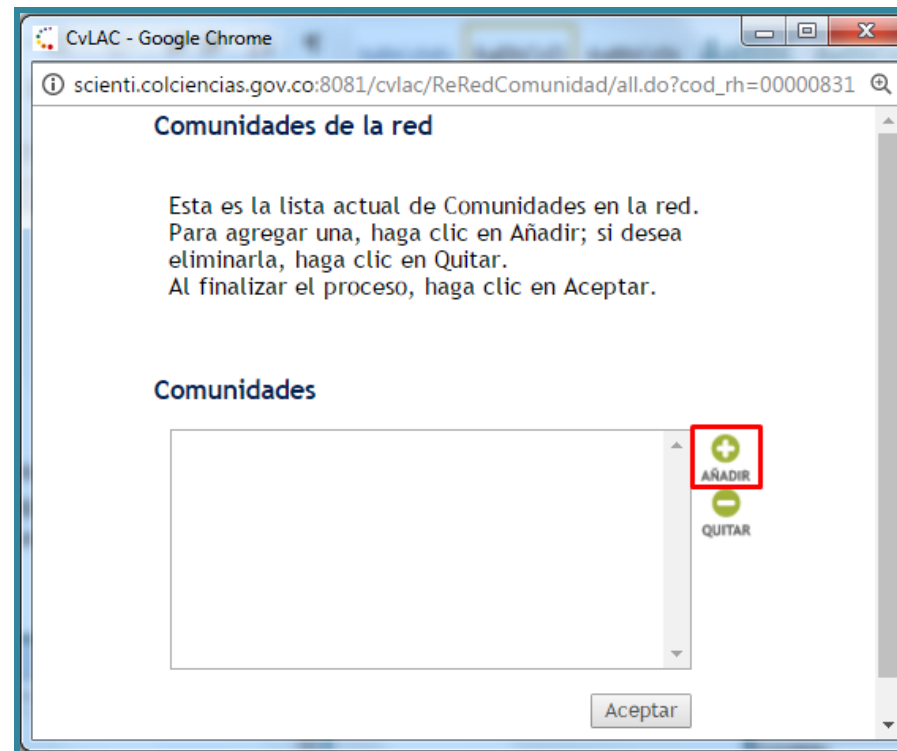 CvLAC - Google Chrome
scienti.colciencias.gov.co:8081/cvlac/ReRedComunidad/all.do?cod_rh=00000831
Comunidades de la red
Esta es la lista actual de Comunidades en la red.
Para agregar una, haga clic en Añadir; si desea
eliminarla, haga clic en Quitar.
Al finalizar el proceso, haga clic en Aceptar.
Comunidades
AÑADIR
QUITAR
Aceptar